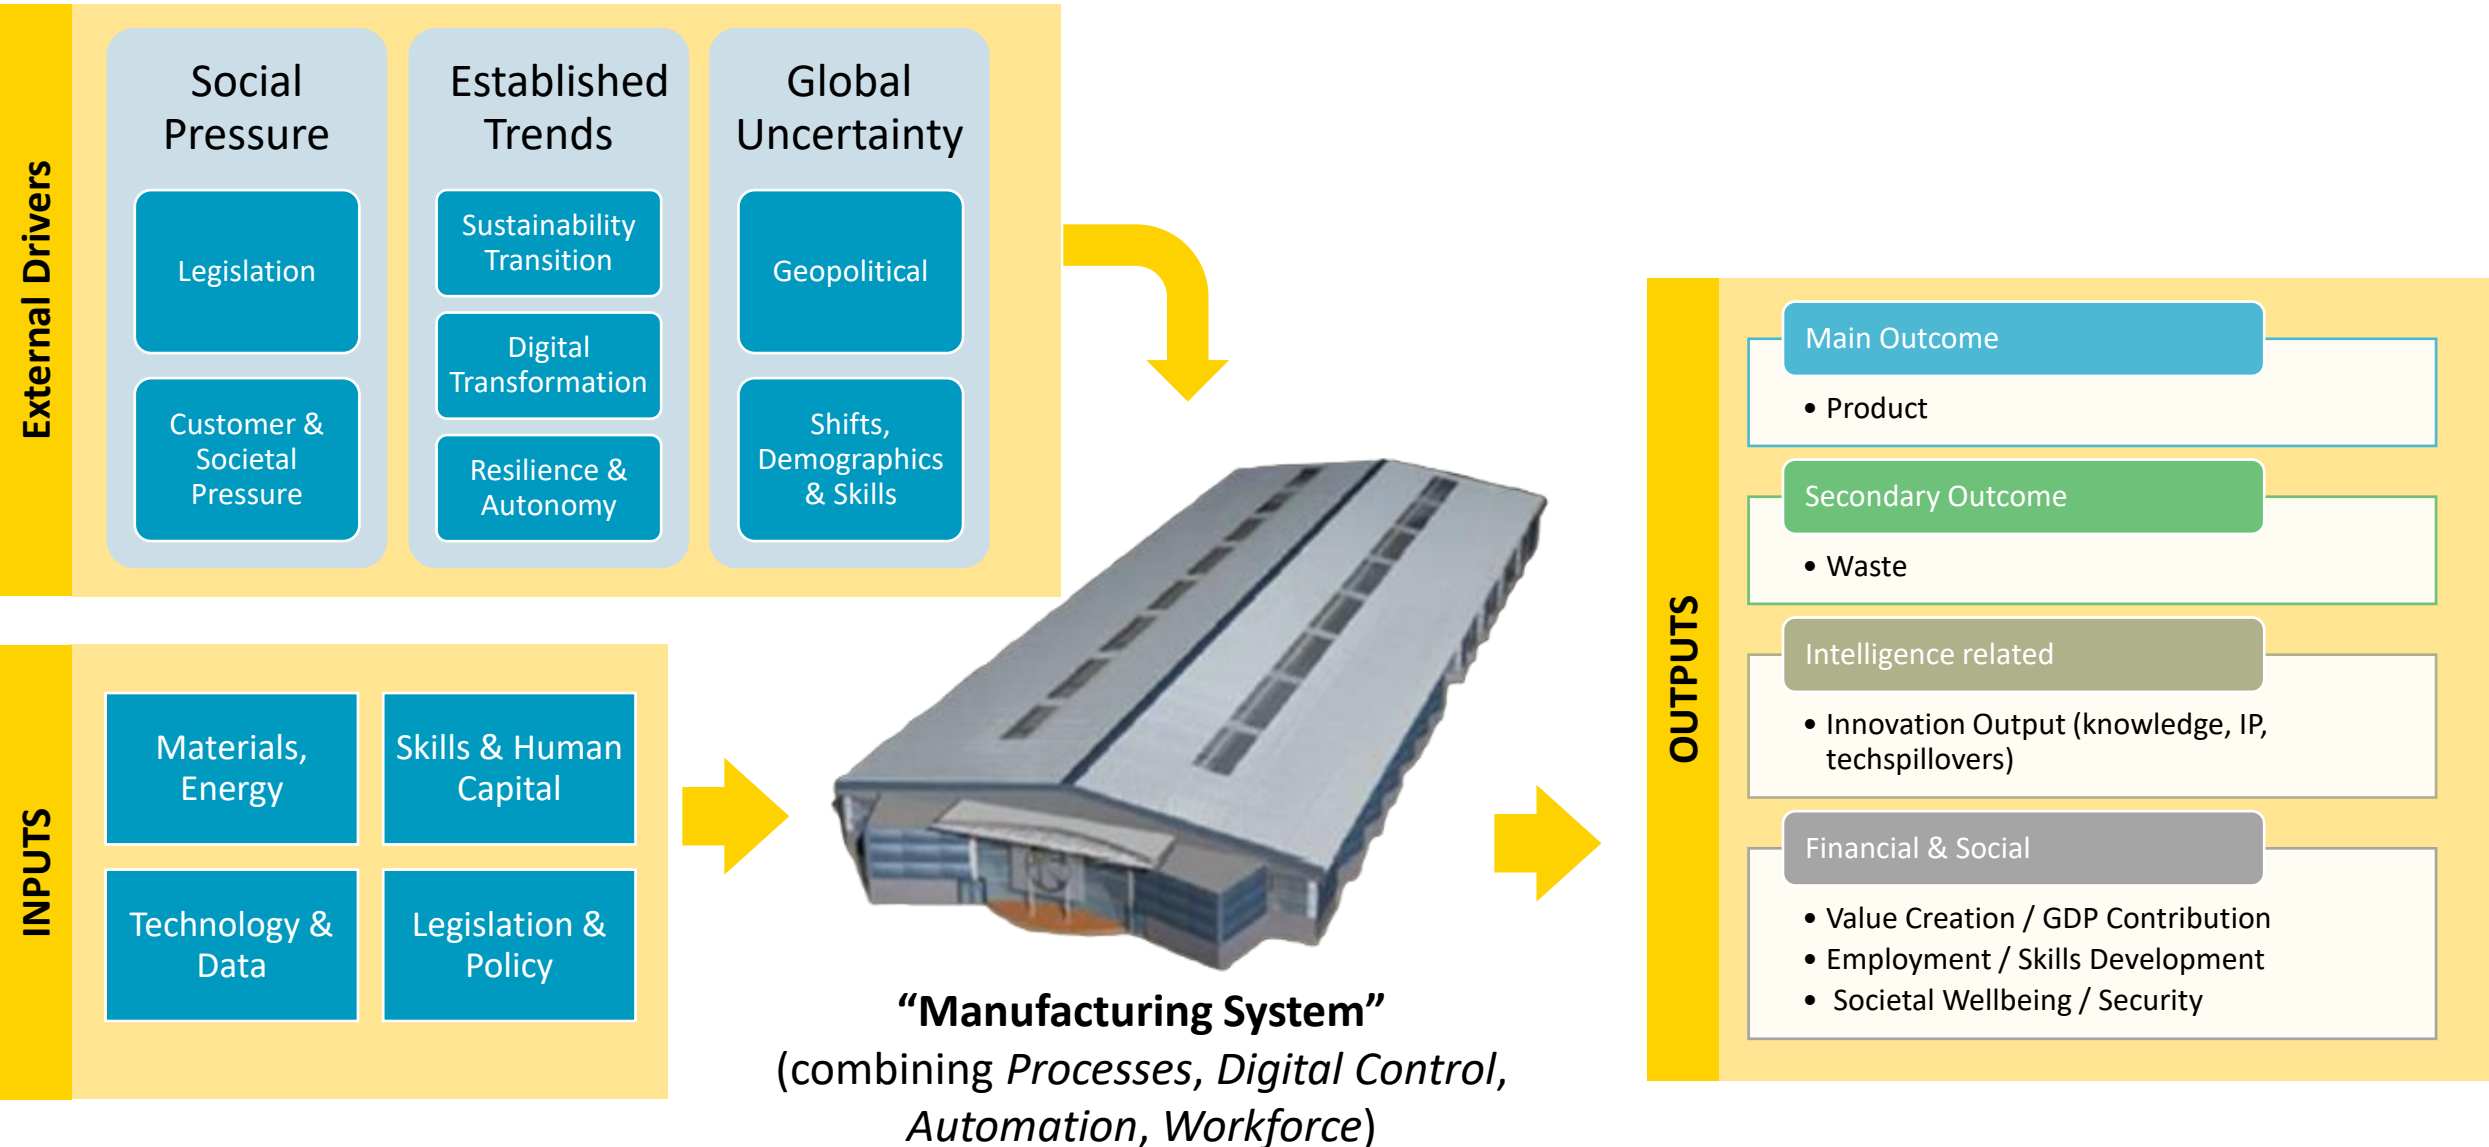 External Drivers
Social
Pressure
Legislation
Customer &
Societal
Pressure
Established
Trends
Sustainability
Transition
Digital
Transformation
Resilience &
Autonomy
Global
Uncertainty
Geopolitical
Shifts,
Demographics
& Skills
INPUTS
Materials,
Energy
Skills & Human
Capital
Technology &
Data
Legislation &
Policy
“Manufacturing System”
(combining Processes, Digital Control,
Automation, Workforce)
OUTPUTS
Main Outcome
• Product
Secondary Outcome
• Waste
Intelligence related
• Innovation Output (knowledge, IP,
techspillovers)
Financial & Social
• Value Creation / GDP Contribution
• Employment / Skills Development
• Societal Wellbeing / Security